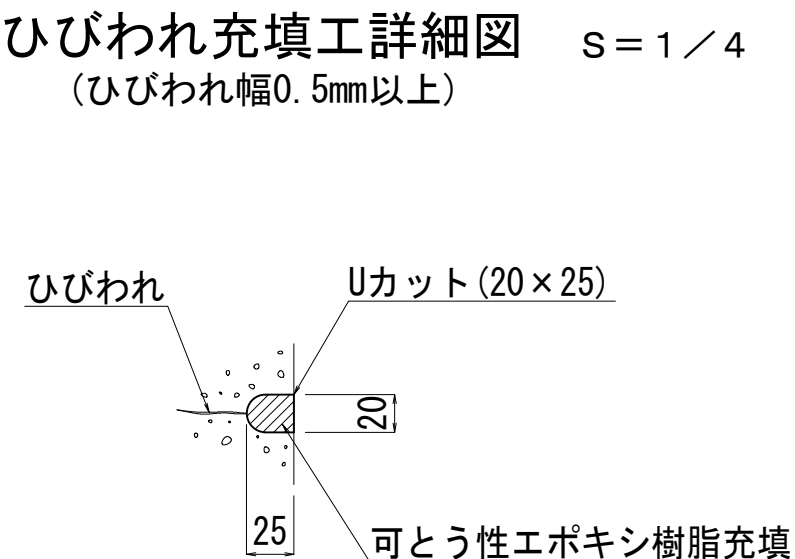 ひびわれ充填工詳細図 S＝1／4
(ひびわれ幅0.5mm以上)
ひびわれ
Uカット(20×25)
20
25
可とう性エポキシ樹脂充填